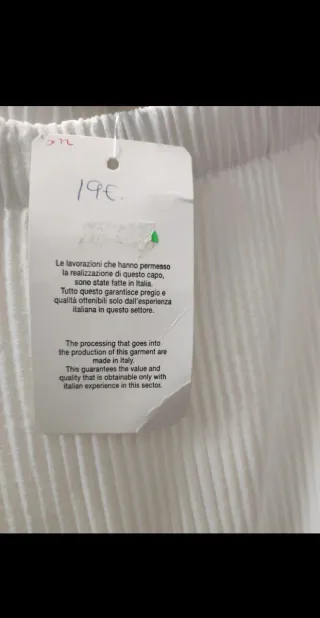 19€.
Le lavorazioni che hanno permesso
la realizzazione di questo capo,
sono state fatte in Italia.
Tutto questo garantisce pregio e
qualità ottenibili solo dall'esperienza
italiana in questo settore.
The processing that goes into
the production of this garment are
made in Italy.
This guarantees the value and
quality that is obtainable only with
italian experience in this sector.